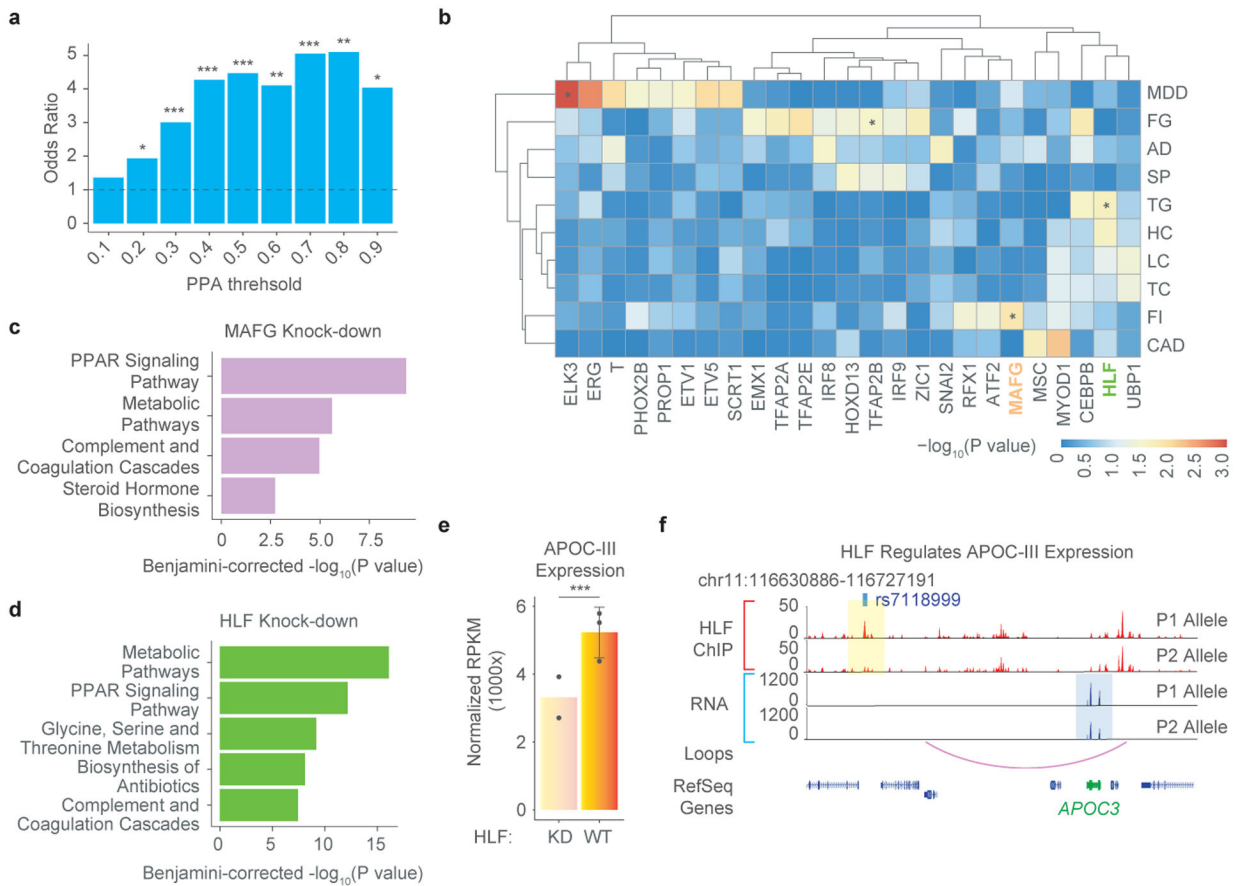 a
Odds Ratio
5
4
3
2
1
0
*
*
***
***
***
**
***
**
*
0.1
0.2
0.3
0.4
0.5
0.6
0.7
0.8
0.9
PPA threhsold
b
*
*
*
*
MDD
FG
AD
SP
TG
HC
LC
TC
FI
CAD
ELK3
ERG
T
PHOX2B
PROP1
ETV1
ETV5
SCRT1
EMX1
TFAP2A
TFAP2E
IRF8
HOXD13
TFAP2B
IRF9
ZIC1
SNAI2
RFX1
ATF2
MAFG
MSC
MYOD1
CEBPB
HLF
UBP1
−log10(P value)
0
0.5
1.0
1.5
2.0
2.5
3.0
c
MAFG Knock-down
PPAR Signaling
Pathway
Metabolic
Pathways
Complement and
Coagulation Cascades
Steroid Hormone
Biosynthesis
0
2.5
5.0
7.5
Benjamini-corrected -log10(P value)
d
HLF Knock-down
Metabolic
Pathways
PPAR Signaling
Pathway
Glycine, Serine and
Threonine Metabolism
Biosynthesis of
Antibiotics
Complement and
Coagulation Cascades
0
5
10
15
Benjamini-corrected -log10(P value)
e
APOC-III
Expression
***
Normalized RPKM
(1000x)
6
4
2
0
HLF:
KD
WT
f
HLF Regulates APOC-III Expression
chr11:116630886-116727191
rs7118999
HLF
ChIP
50
0
P1 Allele
50
0
P2 Allele
RNA
1200
0
P1 Allele
1200
0
P2 Allele
Loops
RefSeq
Genes
APOC3